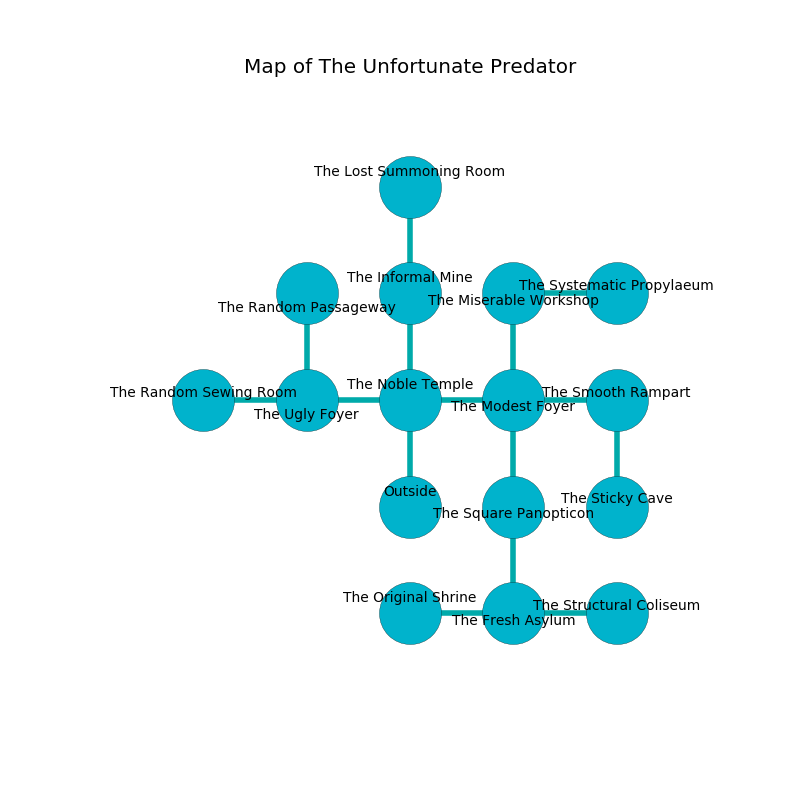 Map of The Unfortunate Predator
The Lost Summoning Room
The Informal Mine
The Systematic Propylaeum
The Miserable Workshop
The Random Passageway
The Noble Temple
The Random Sewing Room
The Smooth Rampart
The Modest Foyer
The Ugly Foyer
Outside
The Sticky Cave
The Square Panopticon
The Original Shrine
The Structural Coliseum
The Fresh Asylum